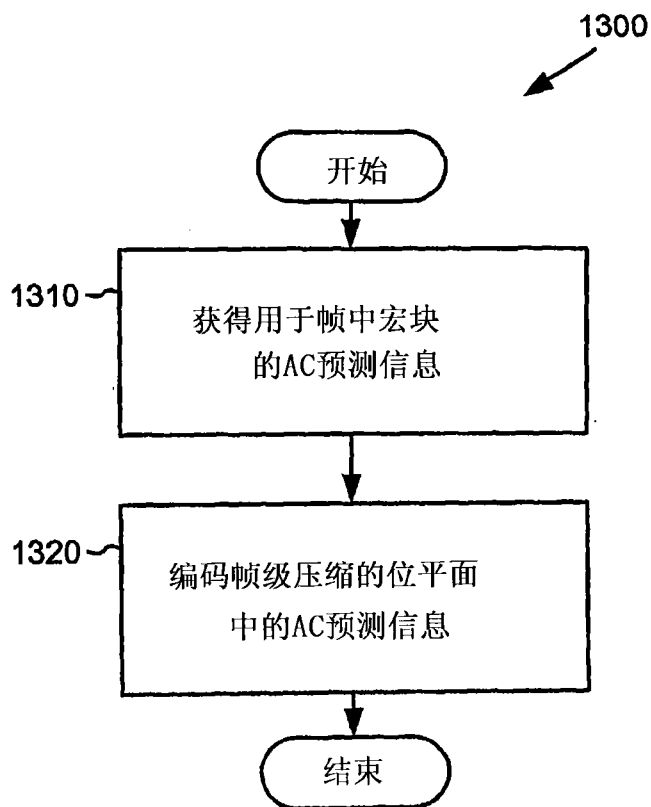 1300
开始
1310
获得用于帧中宏块
的AC预测信息
1320
编码帧级压缩的位平面
中的AC预测信息
结束